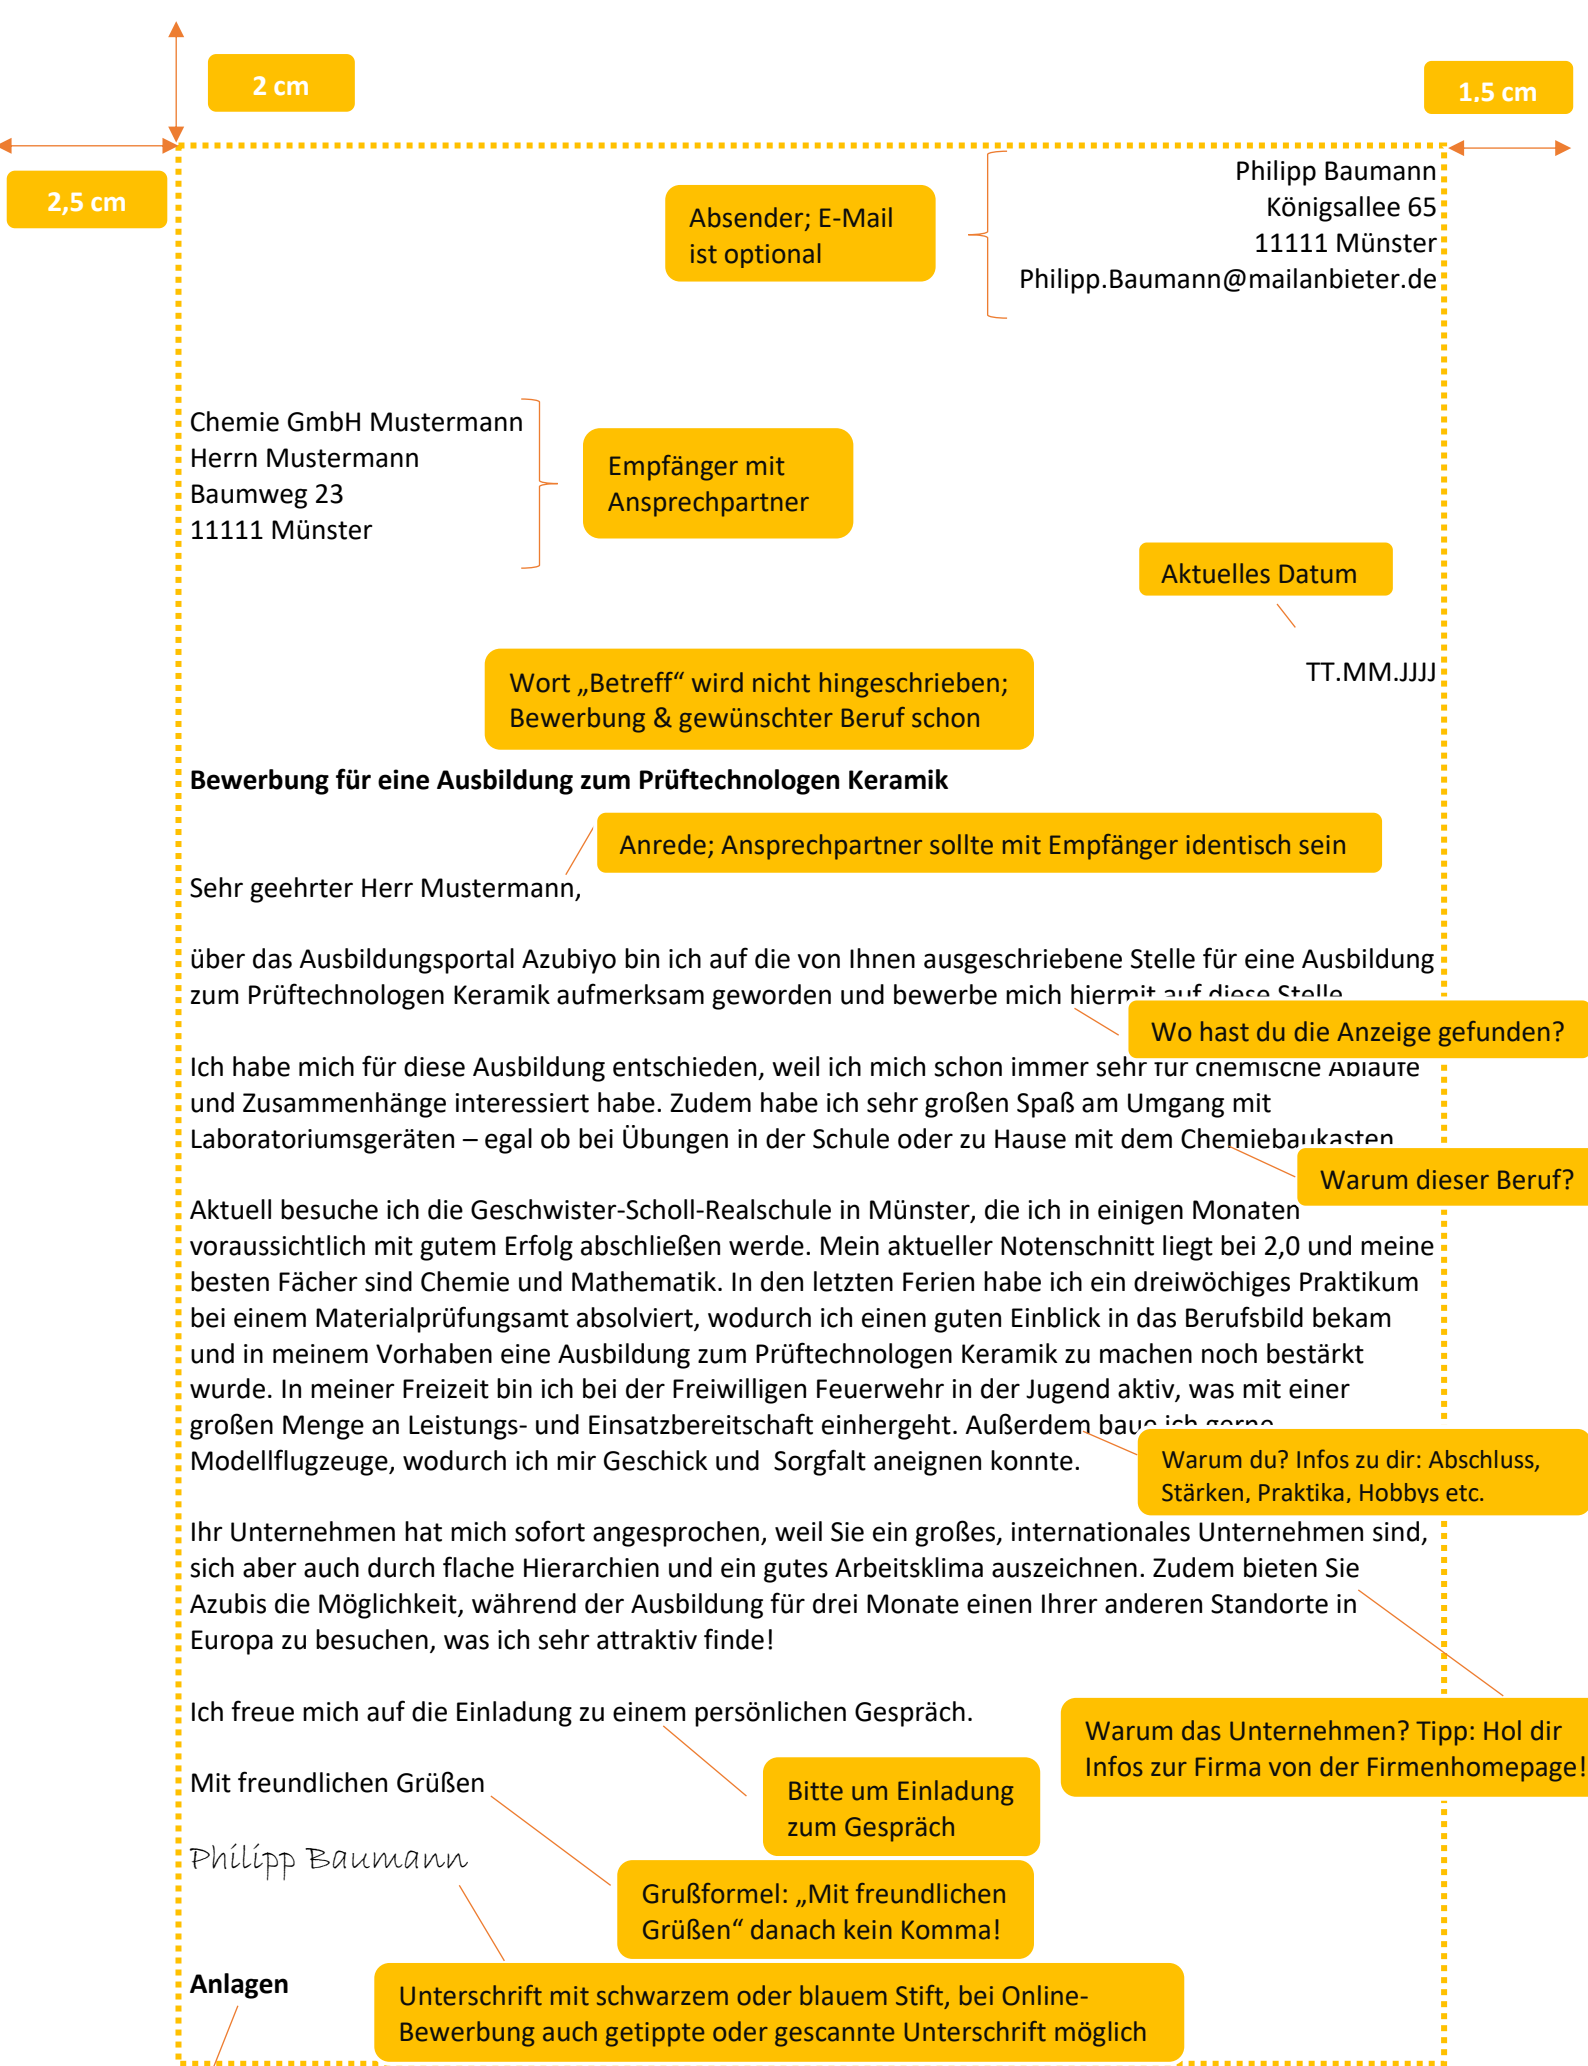 2 cm
1,5 cm
2,5 cm
Absender; E-Mail
ist optional
Philipp Baumann
Königsallee 65
11111 Münster
Philipp.Baumann@mailanbieter.de
Chemie GmbH Mustermann
Herrn Mustermann
Baumweg 23
11111 Münster
Empfänger mit
Ansprechpartner
Aktuelles Datum
TT.MM.JJJJ
Wort „Betreff“ wird nicht hingeschrieben;
Bewerbung & gewünschter Beruf schon
Bewerbung für eine Ausbildung zum Prüftechnologen Keramik
Anrede; Ansprechpartner sollte mit Empfänger identisch sein
Sehr geehrter Herr Mustermann,
über das Ausbildungsportal Azubiyo bin ich auf die von Ihnen ausgeschriebene Stelle für eine Ausbildung
zum Prüftechnologen Keramik aufmerksam geworden und bewerbe mich hiermit auf diese Stelle
Wo hast du die Anzeige gefunden?
Ich habe mich für diese Ausbildung entschieden, weil ich mich schon immer sehr für chemische Abläufe
und Zusammenhänge interessiert habe. Zudem habe ich sehr großen Spaß am Umgang mit
Laboratoriumsgeräten – egal ob bei Übungen in der Schule oder zu Hause mit dem Chemiebaukasten
Warum dieser Beruf?
Aktuell besuche ich die Geschwister-Scholl-Realschule in Münster, die ich in einigen Monaten
voraussichtlich mit gutem Erfolg abschließen werde. Mein aktueller Notenschnitt liegt bei 2,0 und meine
besten Fächer sind Chemie und Mathematik. In den letzten Ferien habe ich ein dreiwöchiges Praktikum
bei einem Materialprüfungsamt absolviert, wodurch ich einen guten Einblick in das Berufsbild bekam
und in meinem Vorhaben eine Ausbildung zum Prüftechnologen Keramik zu machen noch bestärkt
wurde. In meiner Freizeit bin ich bei der Freiwilligen Feuerwehr in der Jugend aktiv, was mit einer
großen Menge an Leistungs- und Einsatzbereitschaft einhergeht. Außerdem baue ich gerne
Modellflugzeuge, wodurch ich mir Geschick und  Sorgfalt aneignen konnte.
Warum du? Infos zu dir: Abschluss,
Stärken, Praktika, Hobbys etc.
Ihr Unternehmen hat mich sofort angesprochen, weil Sie ein großes, internationales Unternehmen sind,
sich aber auch durch flache Hierarchien und ein gutes Arbeitsklima auszeichnen. Zudem bieten Sie
Azubis die Möglichkeit, während der Ausbildung für drei Monate einen Ihrer anderen Standorte in
Europa zu besuchen, was ich sehr attraktiv finde!
Ich freue mich auf die Einladung zu einem persönlichen Gespräch.
Warum das Unternehmen? Tipp: Hol dir
Infos zur Firma von der Firmenhomepage!
Mit freundlichen Grüßen
Bitte um Einladung
zum Gespräch
Philipp Baumann
Grußformel: „Mit freundlichen
Grüßen“ danach kein Komma!
Anlagen
Unterschrift mit schwarzem oder blauem Stift, bei Online-
Bewerbung auch getippte oder gescannte Unterschrift möglich